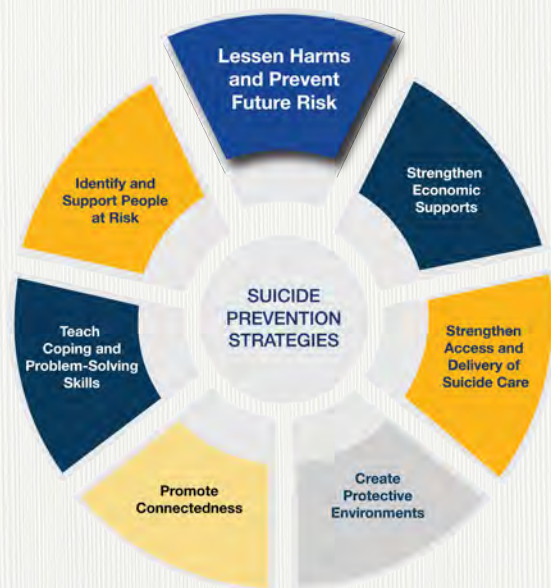 Lessen Harms
and Prevent
Future Risk
Strengthen
Economic
Supports
Strengthen
Access and
Delivery of
Suicide Care
Create
Protective
Environments
Promote
Connectedness
Teach
Coping and
Problem-Solving
Skills
Identify and
Support People
at Risk
SUICIDE
PREVENTION
STRATEGIES